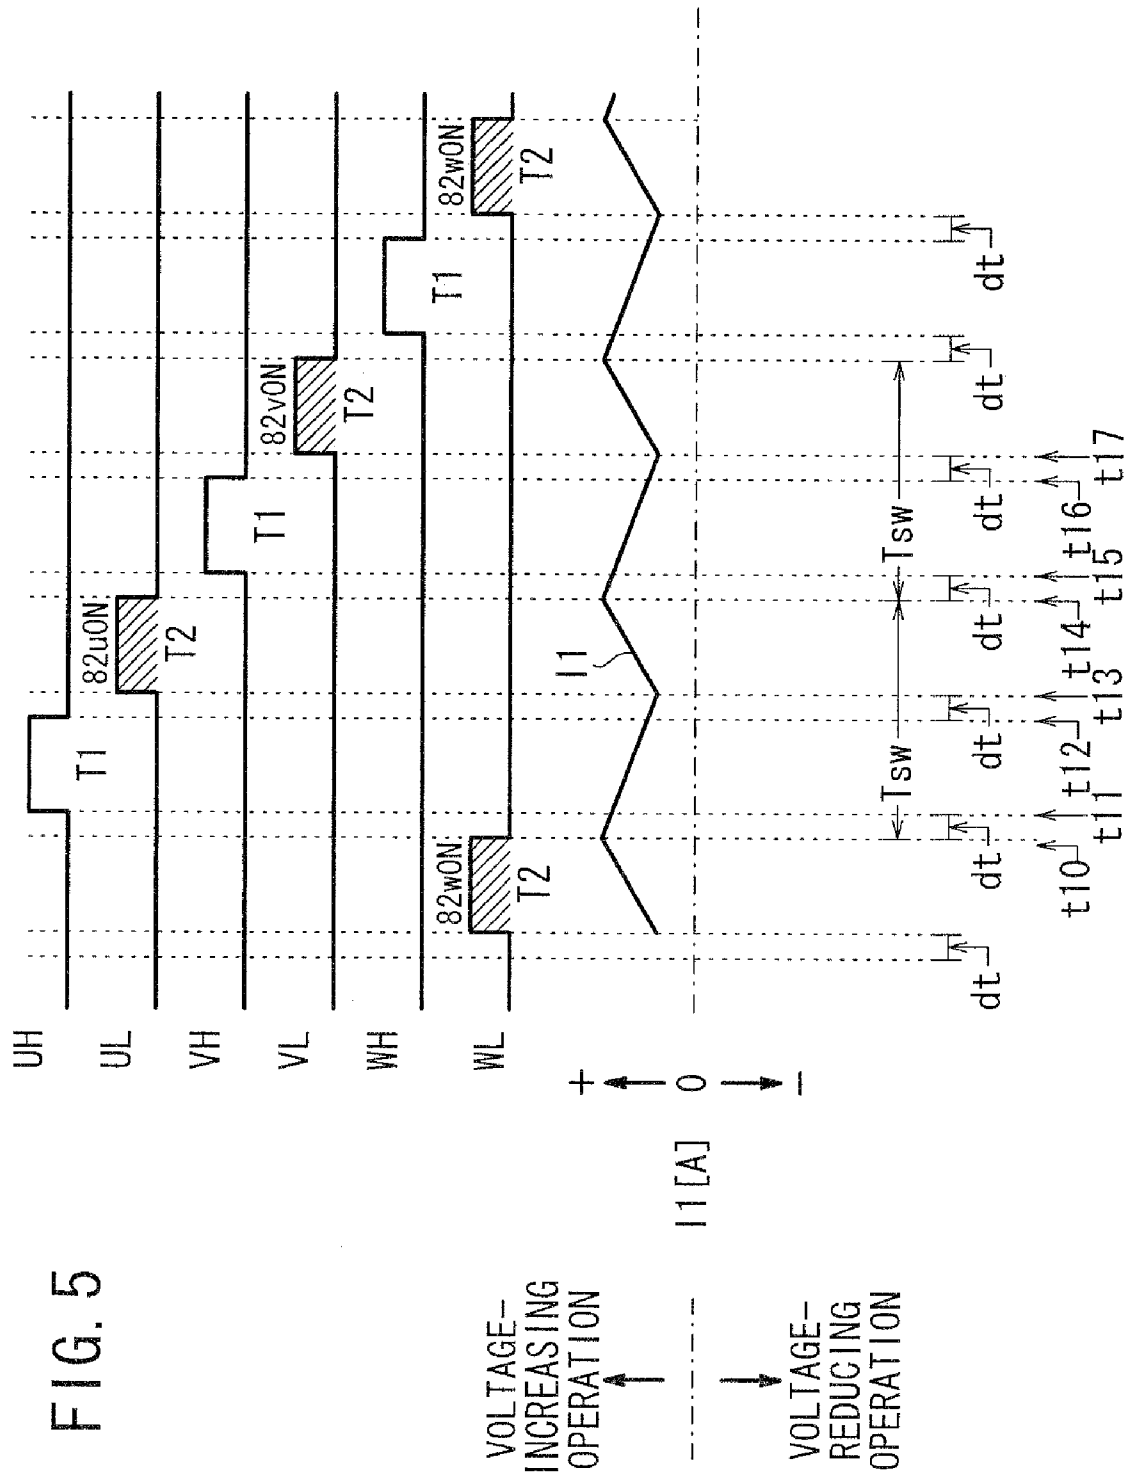 FIG. 5
UH
T1
UL
82uON
T2
VH
T1
VL
82vON
T2
WH
T1
WL
82wON
T2
82wON
T2
VOLTAGE-
INCREASING
OPERATION
VOLTAGE-
REDUCING
OPERATION
I1[A]
+
0
-
I1
Tsw
Tsw
dt
dt
dt
dt
dt
dt
dt
t10
t11
t12
t13
t14
t15
t16
t17